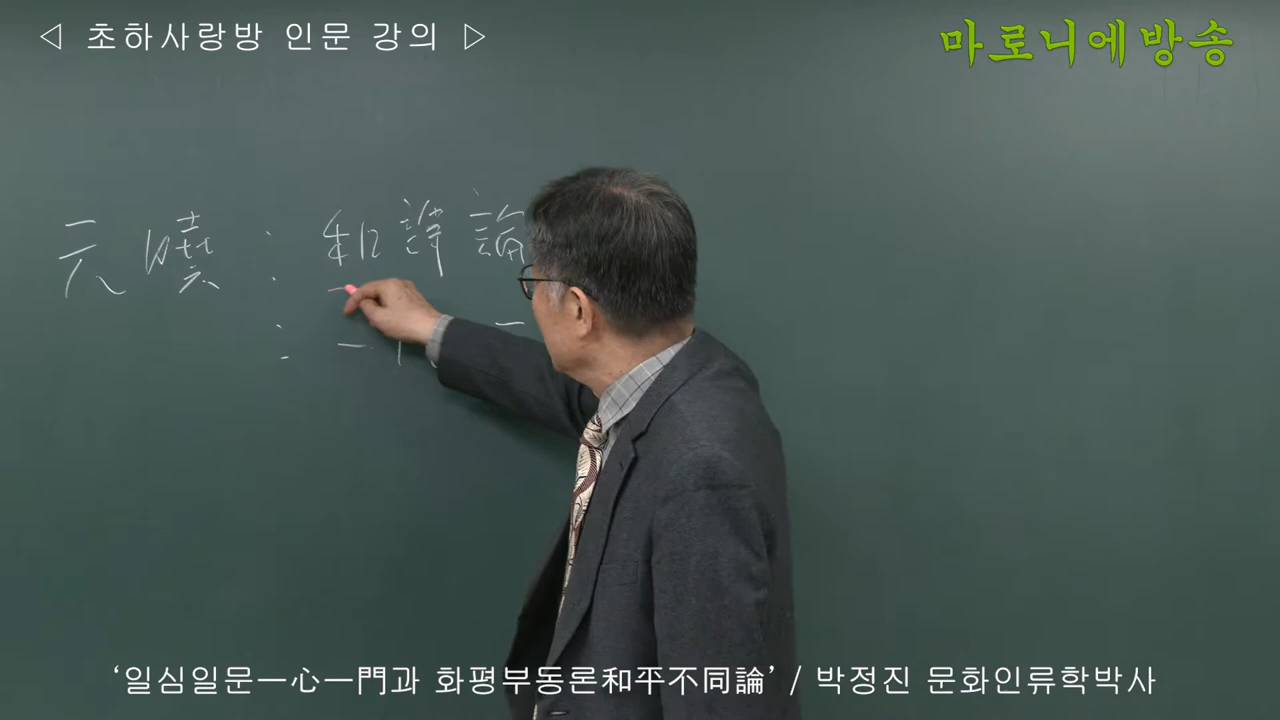 ◁ 초하사랑방 인문 강의 ▷
마로니에방송
元曉 : 和諍論
: 一
‘일심일문一心一門과 화평부동론和平不同論’ / 박정진 문화인류학박사